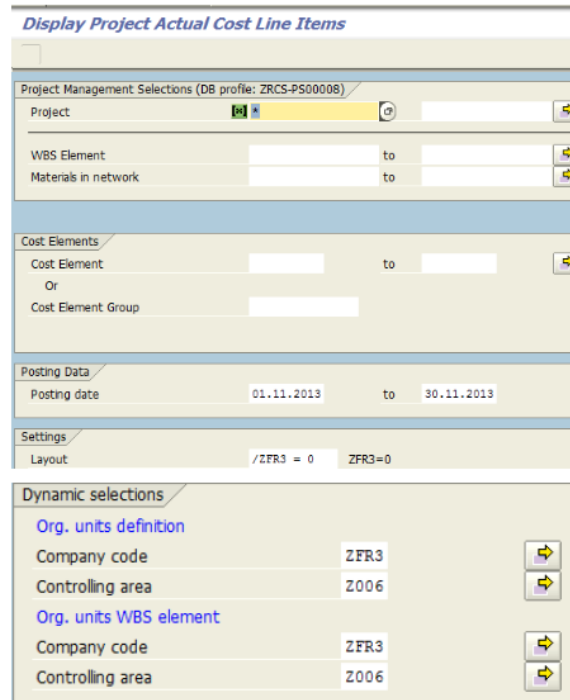 Display Project Actual Cost Line Items
Project Management Selections (DB profile: ZRCS-PS00008)
Project *
WBS Element to
Materials in network to
Cost Elements
Cost Element to
Or
Cost Element Group
Posting Data
Posting date 01.11.2013 to 30.11.2013
Settings
Layout /ZFR3 = 0 ZFR3=0
Dynamic selections
Org. units definition
Company code ZFR3
Controlling area Z006
Org. units WBS element
Company code ZFR3
Controlling area Z006